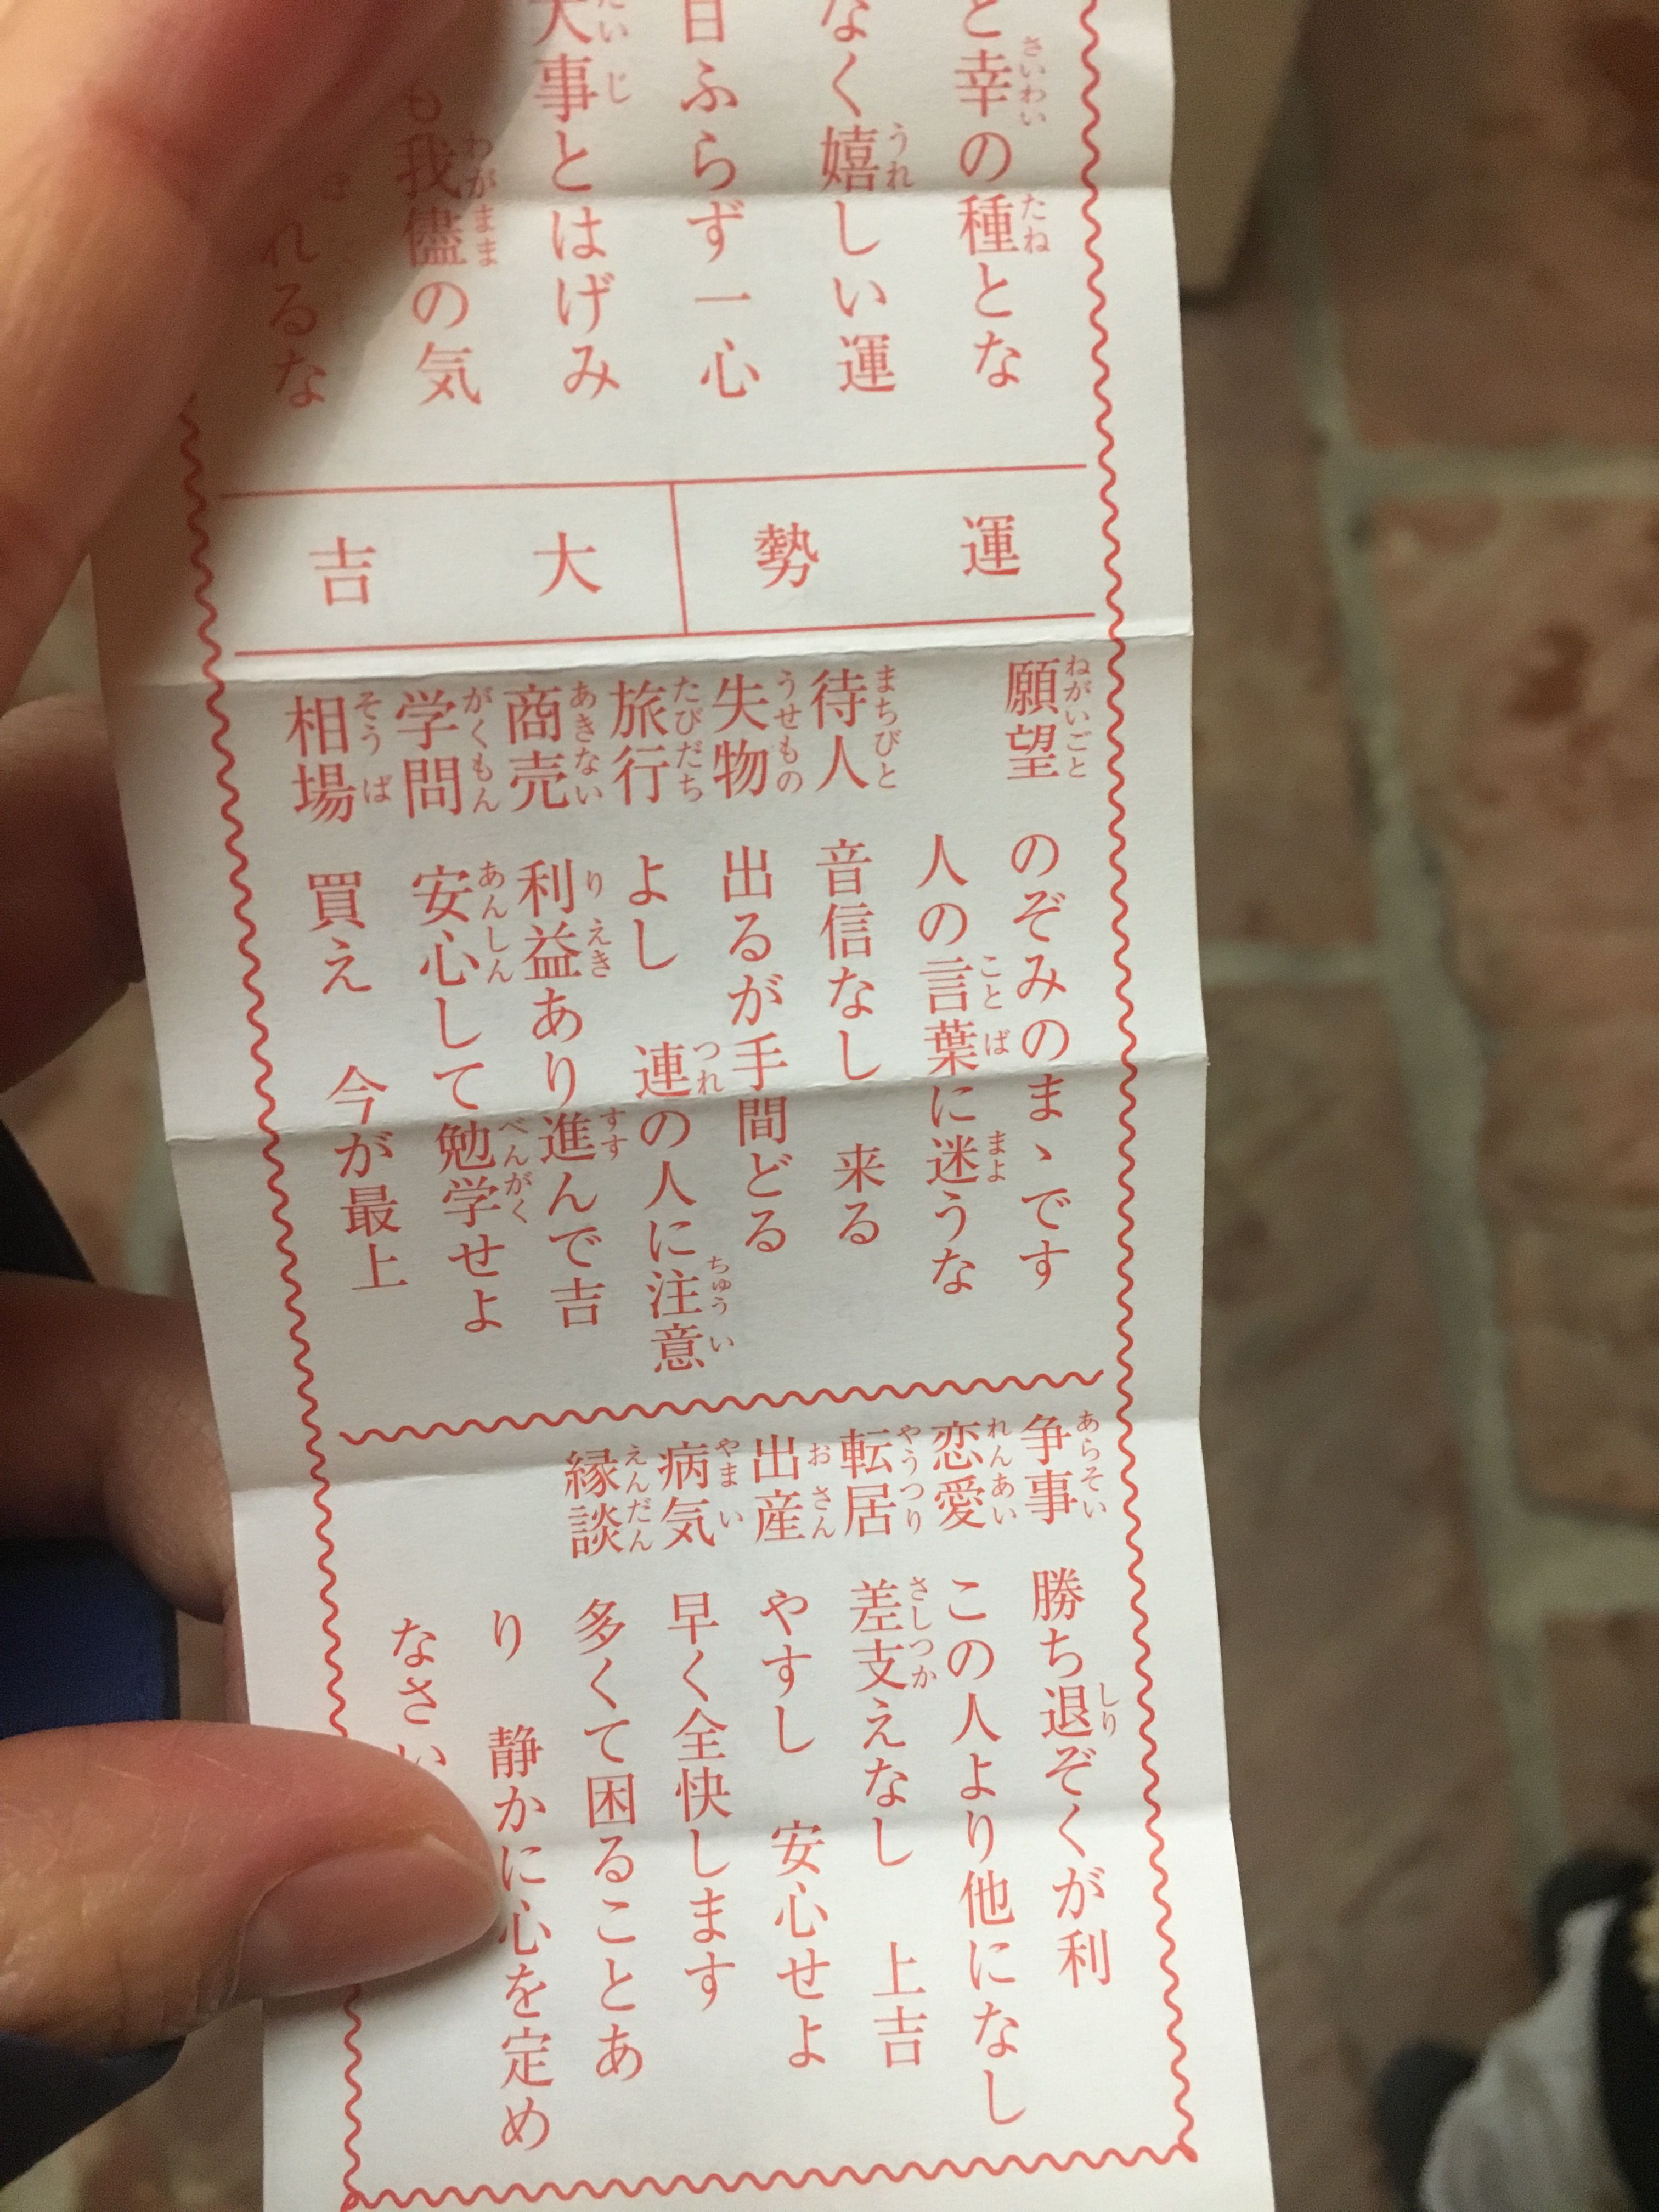 と幸の種とな
なく嬉しい運
日ふらず一心
大事とはげみ
も我儘の気
れるな
運勢
大吉
願望 のぞみのまゝです
人の言葉に迷うな
待人 音信なし 来る
失物 出るが手間どる
旅行 よし 連の人に注意
商売 利益あり進んで吉
学問 安心して勉学せよ
相場 買え 今が最上
争事 勝ち退ぞくが利
恋愛 この人より他になし
転居 差支えなし 上吉
出産 やすし 安心せよ
病気 早く全快します
縁談 多くて困ることあ
り 静かに心を定め
なさい